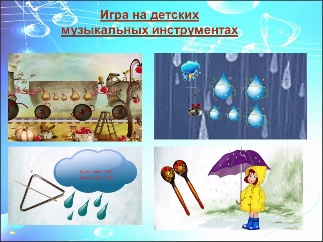 Игра на детских
музыкальных инструментах